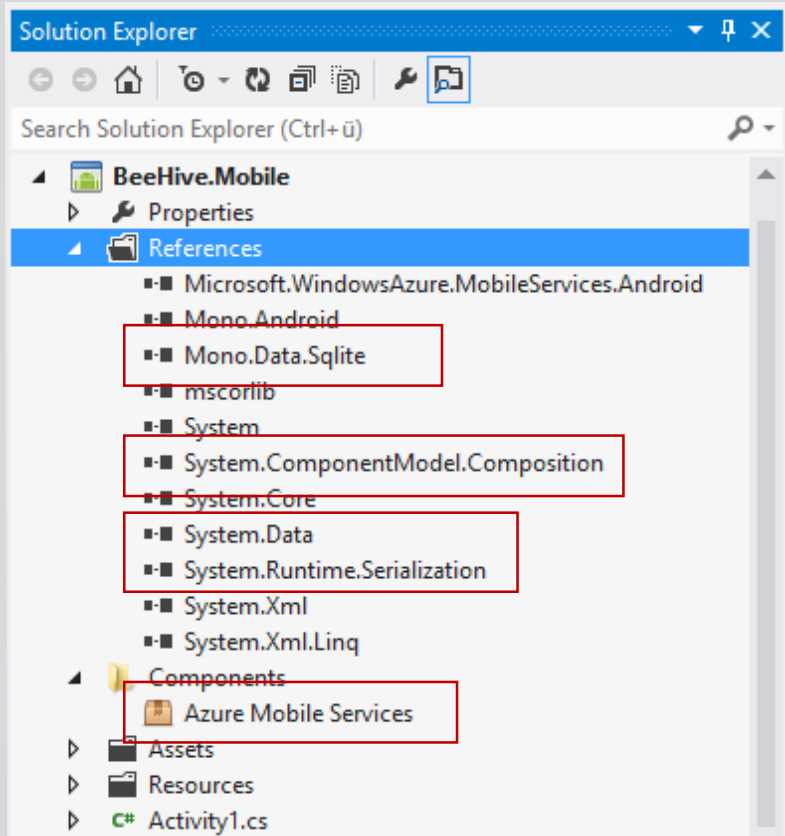 Solution Explorer
Search Solution Explorer (Ctrl+ü)
BeeHive.Mobile
Properties
References
Microsoft.WindowsAzure.MobileServices.Android
Mono.Android
Mono.Data.Sqlite
mscorlib
System
System.ComponentModel.Composition
System.Core
System.Data
System.Runtime.Serialization
System.Xml
System.Xml.Linq
Components
Azure Mobile Services
Assets
Resources
C# Activity1.cs